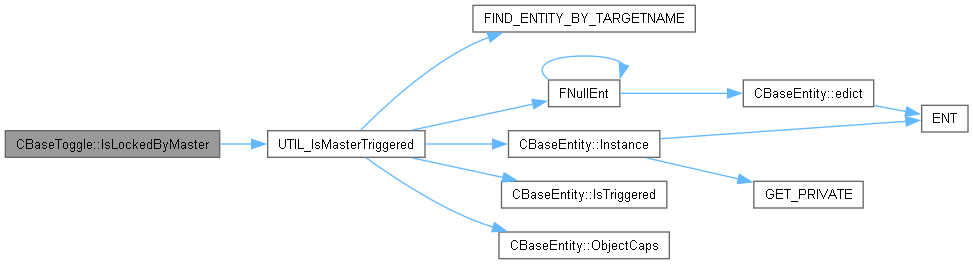 FIND_ENTITY_BY_TARGETNAME
FNullEnt
CBaseEntity::edict
ENT
CBaseToggle::IsLockedByMaster
UTIL_IsMasterTriggered
CBaseEntity::Instance
CBaseEntity::IsTriggered
GET_PRIVATE
CBaseEntity::ObjectCaps